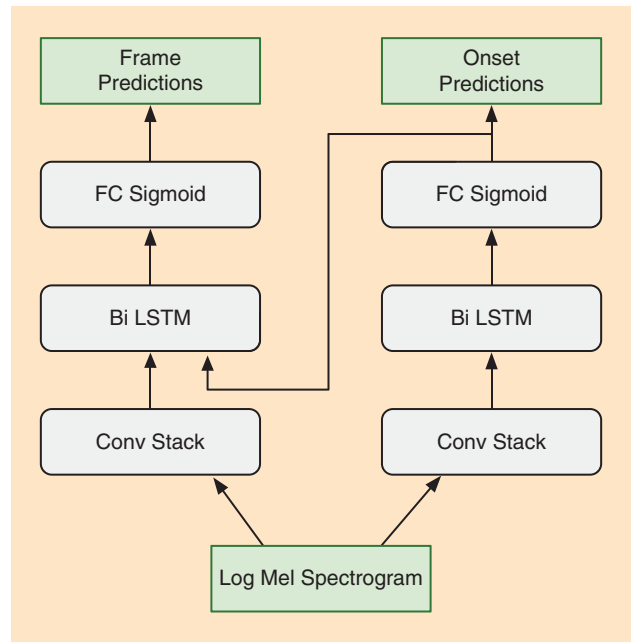 Frame
Predictions
Onset
Predictions
FC Sigmoid
FC Sigmoid
Bi LSTM
Bi LSTM
Conv Stack
Conv Stack
Log Mel Spectrogram